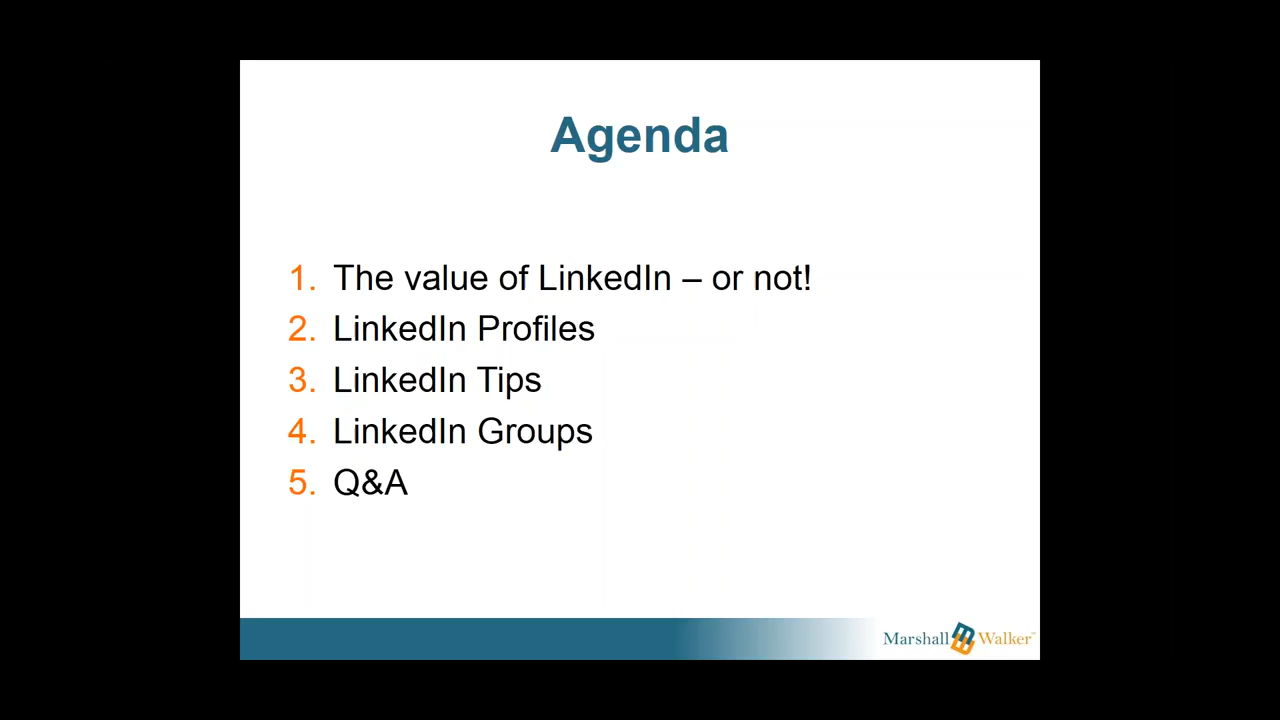 Agenda
1. The value of LinkedIn – or not!
2. LinkedIn Profiles
3. LinkedIn Tips
4. LinkedIn Groups
5. Q&A
Marshall Walker